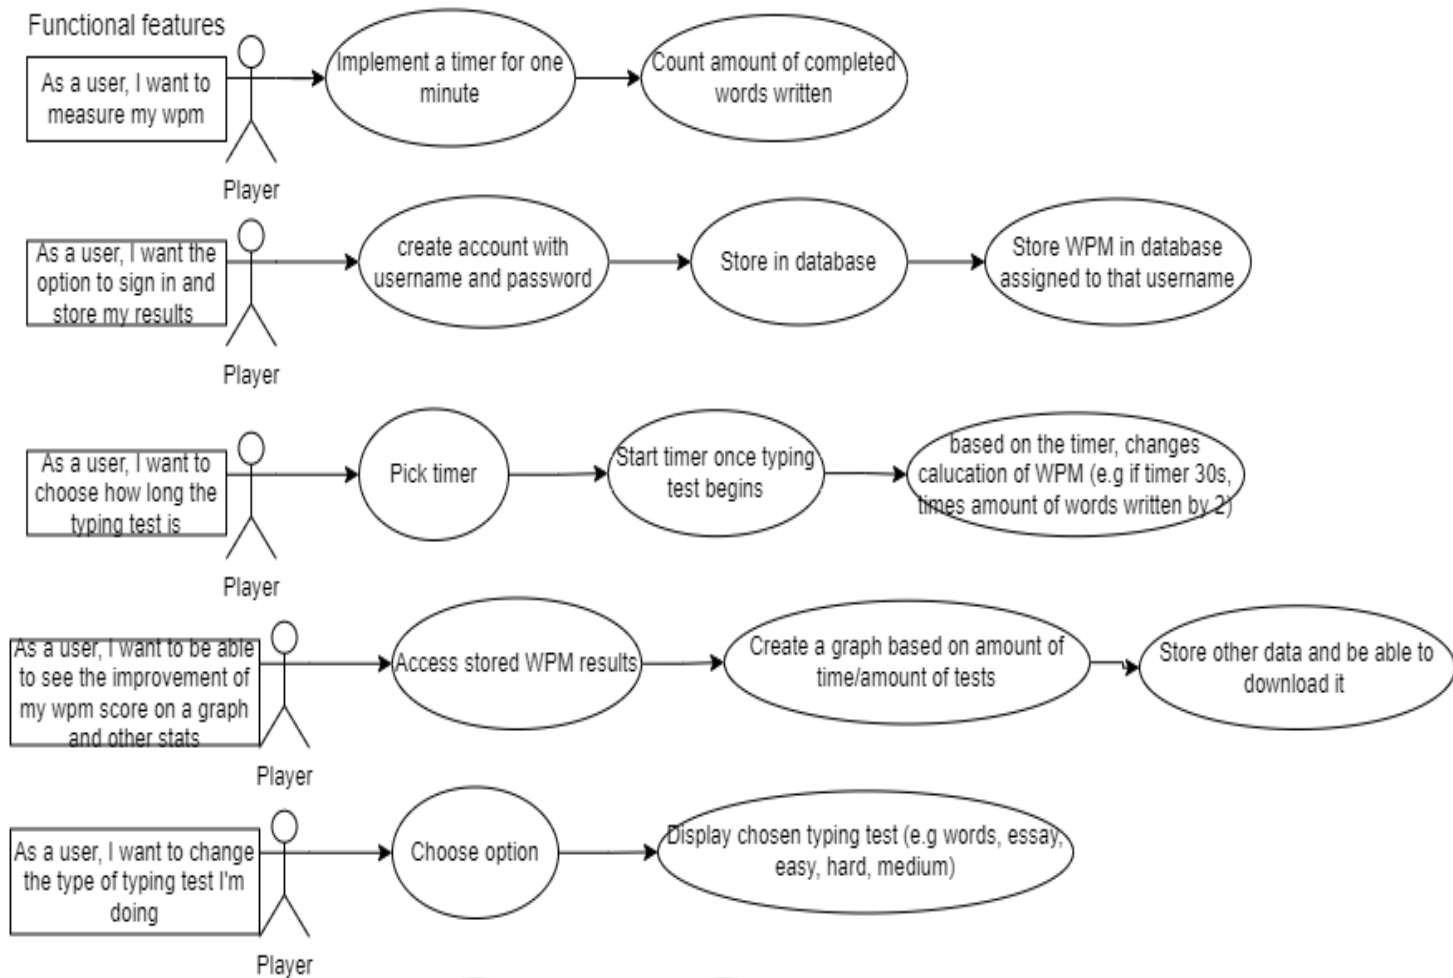 Functional features
As a user, I want to
measure my wpm
Player
Implement a timer for one
minute
Count amount of completed
words written
As a user, I want the
option to sign in and
store my results
Player
create account with
username and password
Store in database
Store WPM in database
assigned to that username
As a user, I want to
choose how long the
typing test is
Player
Pick timer
Start timer once typing
test begins
based on the timer, changes
calucation of WPM (e.g if timer 30s,
times amount of words written by 2)
As a user, I want to be able
to see the improvement of
my wpm score on a graph
and other stats
Player
Access stored WPM results
Create a graph based on amount of
time/amount of tests
Store other data and be able to
download it
As a user, I want to change
the type of typing test I'm
doing
Player
Choose option
Display chosen typing test (e.g words, essay,
easy, hard, medium)